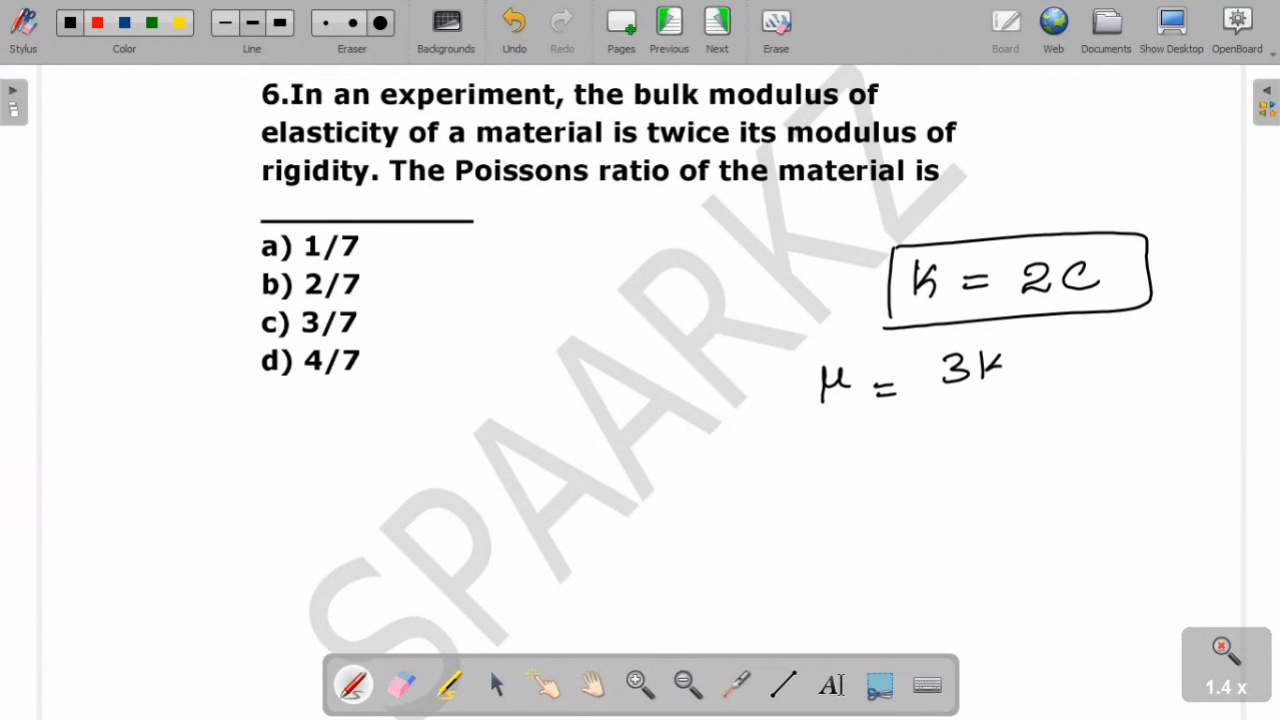 Stylus Color Line Eraser Backgrounds Undo Redo Pages Previous Next Erase Board Web Documents Show Desktop OpenBoard
6.In an experiment, the bulk modulus of
elasticity of a material is twice its modulus of
rigidity. The Poissons ratio of the material is
_______________
a) 1/7
b) 2/7
c) 3/7
d) 4/7
K = 2C
μ = 3K
SPAARKZ
1.4 x